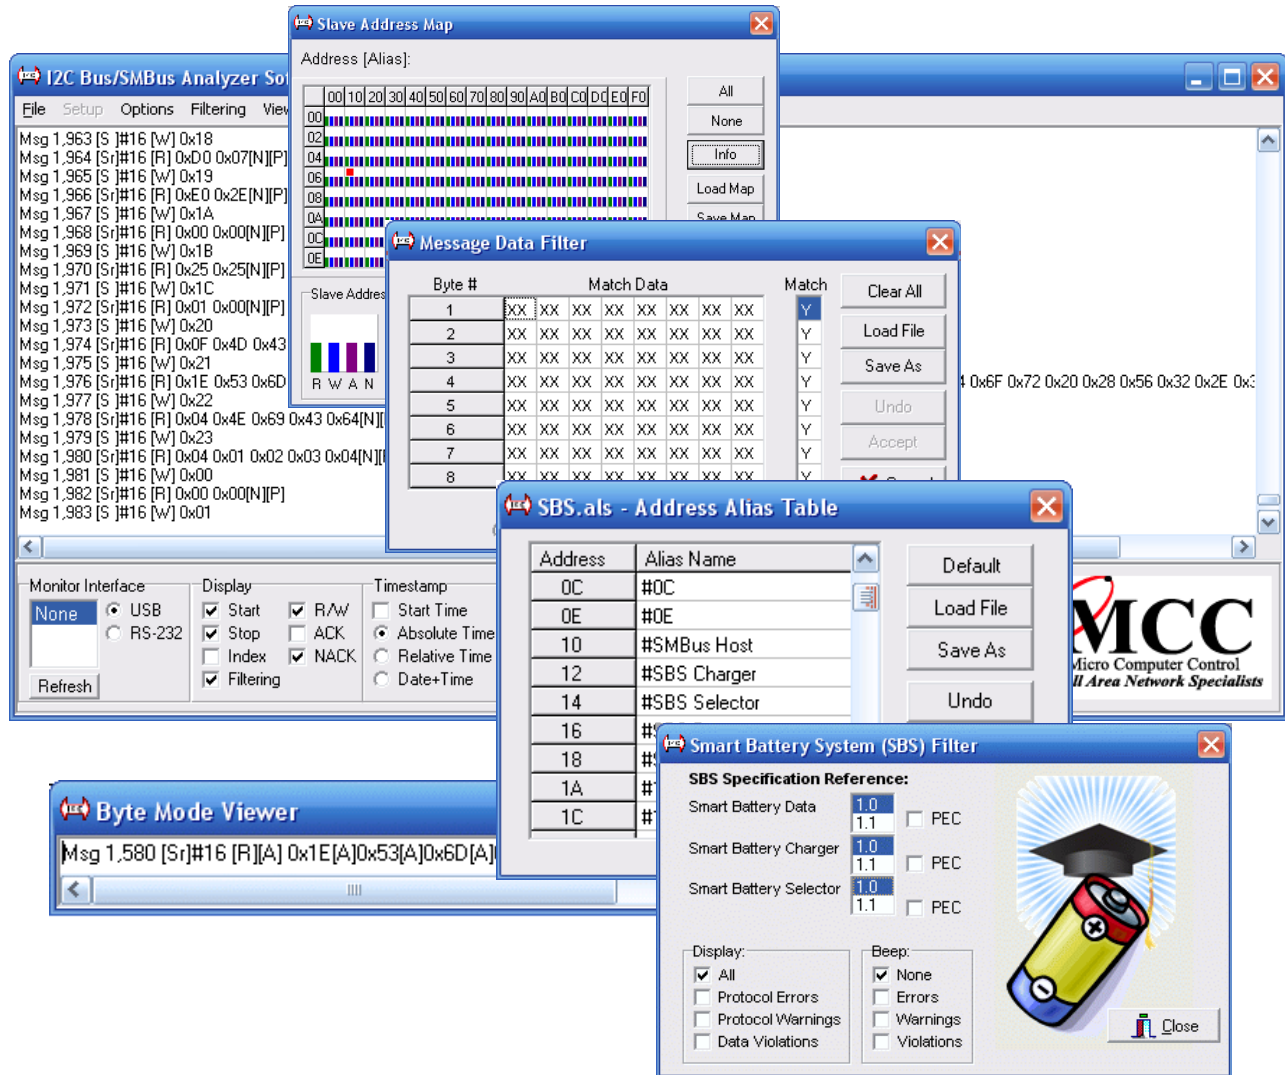 Slave Address Map
Address [Alias]:
00 10 20 30 40 50 60 70 80 90 A0 B0 C0 D0 E0 F0
00
02
04
06
08
0A
0C
0E
All
None
Info
Load Map
Save Map
Slave Addres
R W A N
I2C Bus/SMBus Analyzer Sof
File Setup Options Filtering View
Msg 1,963 [S ]#16 [W] 0x18
Msg 1,964 [Sr]#16 [R] 0xD0 0x07[N][P]
Msg 1,965 [S ]#16 [W] 0x19
Msg 1,966 [Sr]#16 [R] 0xE0 0x2E[N][P]
Msg 1,967 [S ]#16 [W] 0x1A
Msg 1,968 [Sr]#16 [R] 0x00 0x00[N][P]
Msg 1,969 [S ]#16 [W] 0x1B
Msg 1,970 [Sr]#16 [R] 0x25 0x25[N][P]
Msg 1,971 [S ]#16 [W] 0x1C
Msg 1,972 [Sr]#16 [R] 0x01 0x00[N][P]
Msg 1,973 [S ]#16 [W] 0x20
Msg 1,974 [Sr]#16 [R] 0x0F 0x4D 0x43
Msg 1,975 [S ]#16 [W] 0x21
Msg 1,976 [Sr]#16 [R] 0x1E 0x53 0x6D 0x6F 0x72 0x20 0x28 0x56 0x32 0x2E
Msg 1,977 [S ]#16 [W] 0x22
Msg 1,978 [Sr]#16 [R] 0x04 0x4E 0x69 0x43 0x64[N][
Msg 1,979 [S ]#16 [W] 0x23
Msg 1,980 [Sr]#16 [R] 0x04 0x01 0x02 0x03 0x04[N][
Msg 1,981 [S ]#16 [W] 0x00
Msg 1,982 [Sr]#16 [R] 0x00 0x00[N][P]
Msg 1,983 [S ]#16 [W] 0x01
Monitor Interface
None
USB
RS-232
Refresh
Display
Start
R/W
Stop
ACK
Index
NACK
Filtering
Timestamp
Start Time
Absolute Time
Relative Time
Date+Time
MCC
Micro Computer Control
ll Area Network Specialists
Message Data Filter
Byte # Match Data Match
1 XX XX XX XX XX XX XX XX Y
2 XX XX XX XX XX XX XX XX Y
3 XX XX XX XX XX XX XX XX Y
4 XX XX XX XX XX XX XX XX Y
5 XX XX XX XX XX XX XX XX Y
6 XX XX XX XX XX XX XX XX Y
7 XX XX XX XX XX XX XX XX Y
8 XX XX XX XX XX XX XX XX Y
Clear All
Load File
Save As
Undo
Accept
SBS.als - Address Alias Table
Address Alias Name
0C #0C
0E #0E
10 #SMBus Host
12 #SBS Charger
14 #SBS Selector
16
18
1A
1C
Default
Load File
Save As
Undo
Byte Mode Viewer
Msg 1,580 [Sr]#16 [R][A] 0x1E[A]0x53[A]0x6D[A]
Smart Battery System (SBS) Filter
SBS Specification Reference:
Smart Battery Data
1.0
1.1
PEC
Smart Battery Charger
1.0
1.1
PEC
Smart Battery Selector
1.0
1.1
PEC
Display:
All
Protocol Errors
Protocol Warnings
Data Violations
Beep:
None
Errors
Warnings
Violations
Close